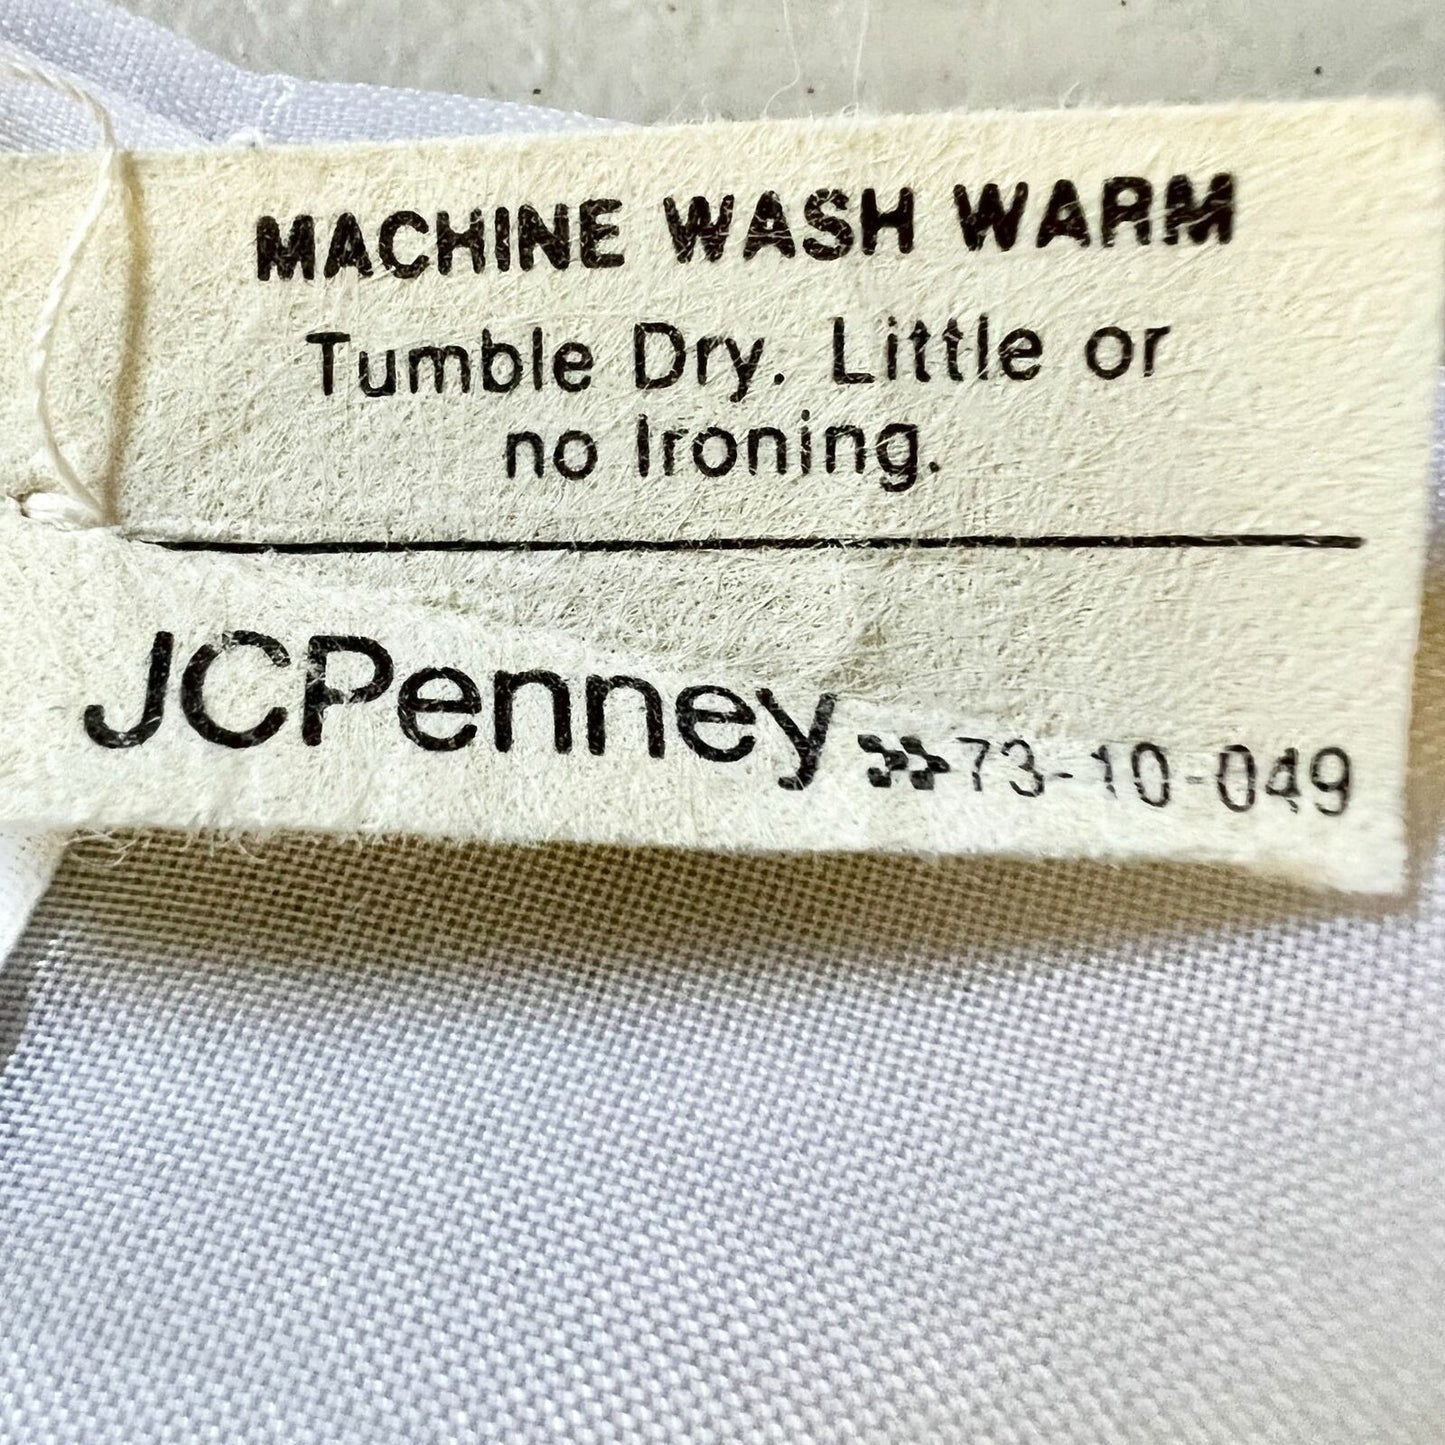 MACHINE WASH WARM
Tumble Dry. Little or
no Ironing.
JCPenney 73-10-049